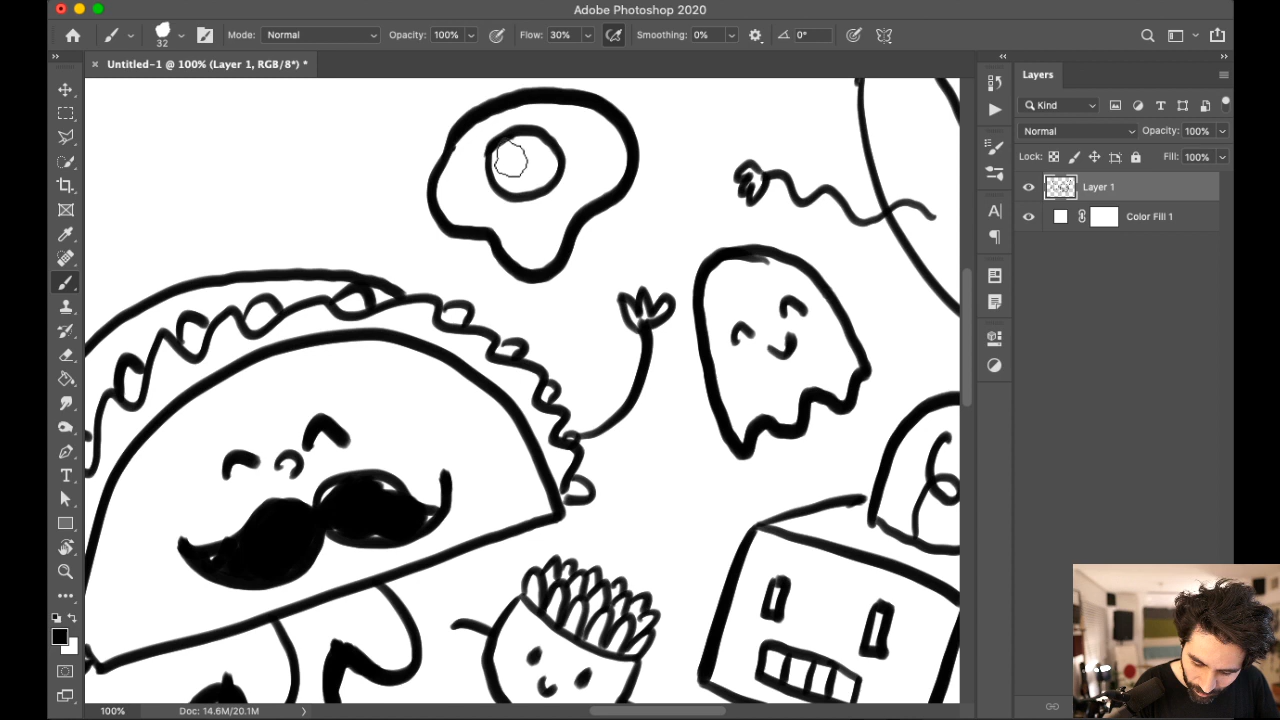 Adobe Photoshop 2020
32
Mode: Normal
Opacity: 100%
Flow: 30%
Smoothing: 0%
0°
Untitled-1 @ 100% (Layer 1, RGB/8*) *
Layers
Kind
Normal
Opacity: 100%
Lock:
Fill: 100%
Layer 1
Color Fill 1
100%
Doc: 14.6M/20.1M